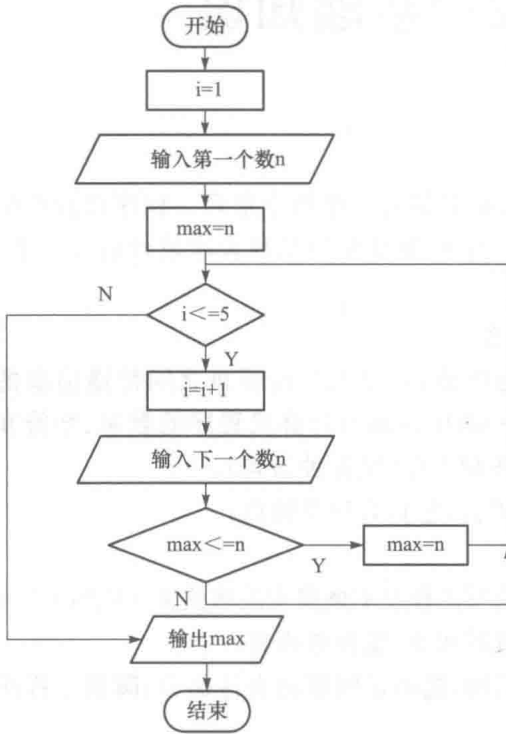 开始
i=1
输入第一个数n
max=n
N
i<=5
Y
i=i+1
输入下一个数n
max<=n
Y
max=n
N
输出max
结束